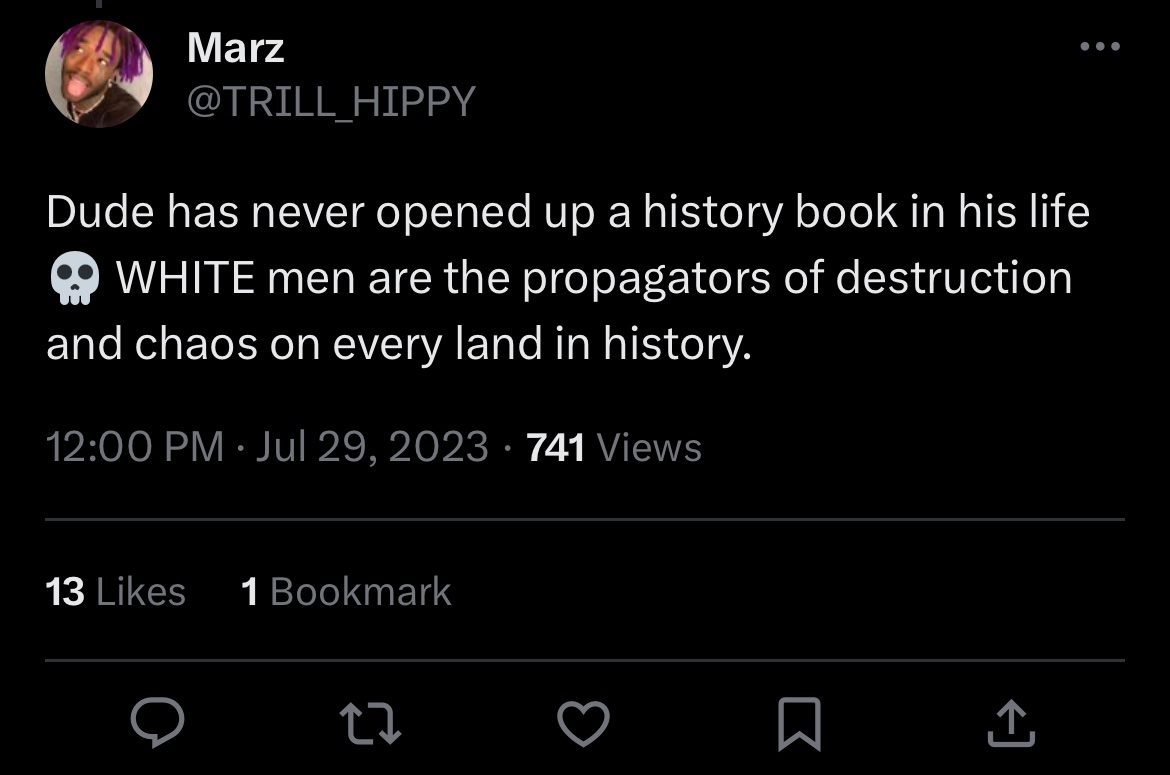 Marz
@TRILL_HIPPY
Dude has never opened up a history book in his life
💀 WHITE men are the propagators of destruction
and chaos on every land in history.
12:00 PM · Jul 29, 2023 · 741 Views
13 Likes 1 Bookmark